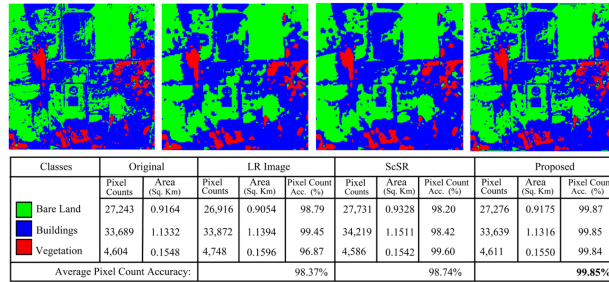 Classes Original LR Image ScSR Proposed
Pixel Counts Area (Sq. Km) Pixel Counts Area (Sq. Km) Pixel Count Acc. (%) Pixel Counts Area (Sq. Km) Pixel Count Acc. (%) Pixel Counts Area (Sq. Km) Pixel Count Acc. (%)
Bare Land 27,243 0.9164 26,916 0.9054 98.79 27,731 0.9328 98.20 27,276 0.9175 99.87
Buildings 33,689 1.1332 33,872 1.1394 99.45 34,219 1.1511 98.42 33,639 1.1316 99.85
Vegetation 4,604 0.1548 4,748 0.1596 96.87 4,586 0.1542 99.60 4,611 0.1550 99.84
Average Pixel Count Accuracy: 98.37% 98.74% 99.85%